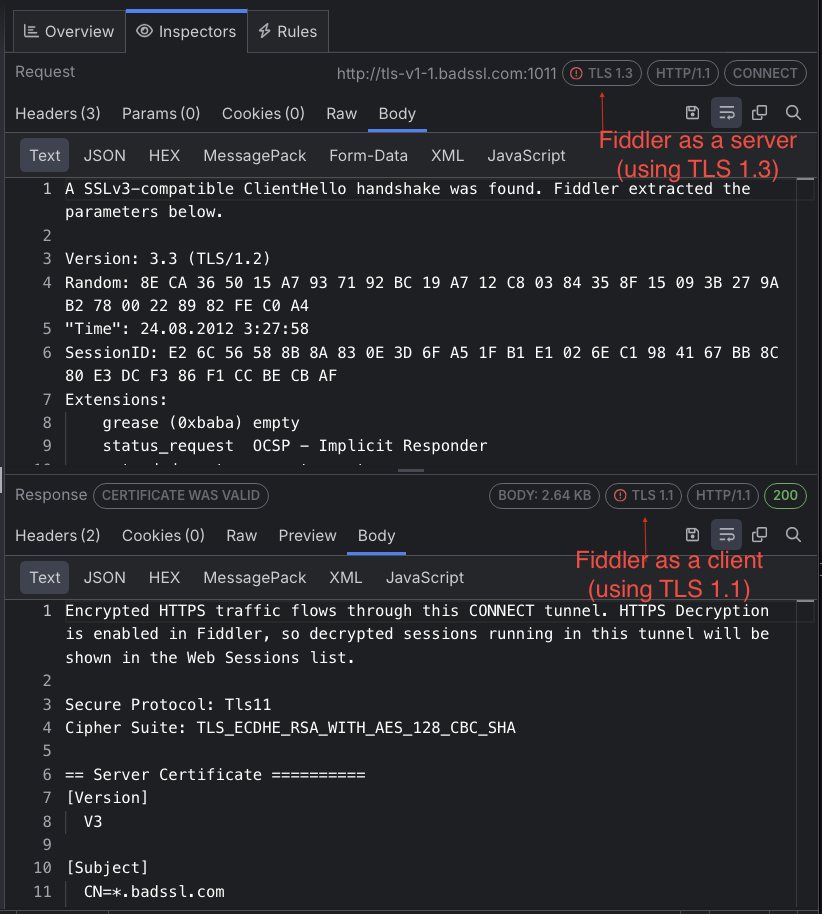 Overview Inspectors Rules
Request http://tls-v1-1.badssl.com:1011 TLS 1.3 HTTP/1.1 CONNECT
Headers (3) Params (0) Cookies (0) Raw Body
Fiddler as a server
(using TLS 1.3)
Text JSON HEX MessagePack Form-Data XML JavaScript
1 A SSLv3-compatible ClientHello handshake was found. Fiddler extracted the
parameters below.
2
3 Version: 3.3 (TLS/1.2)
4 Random: 8E CA 36 50 15 A7 93 71 92 BC 19 A7 12 C8 03 84 35 8F 15 09 3B 27 9A
B2 78 00 22 89 82 FE C0 A4
5 "Time": 24.08.2012 3:27:58
6 SessionID: E2 6C 56 58 8B 8A 83 0E 3D 6F A5 1F B1 E1 02 6E C1 98 41 67 BB 8C
80 E3 DC F3 86 F1 CC BE CB AF
7 Extensions:
8 grease (0xbaba) empty
9 status_request OCSP - Implicit Responder
Response CERTIFICATE WAS VALID BODY: 2.64 KB TLS 1.1 HTTP/1.1 200
Headers (2) Cookies (0) Raw Preview Body
Fiddler as a client
(using TLS 1.1)
Text JSON HEX MessagePack XML JavaScript
1 Encrypted HTTPS traffic flows through this CONNECT tunnel. HTTPS Decryption
is enabled in Fiddler, so decrypted sessions running in this tunnel will be
shown in the Web Sessions list.
2
3 Secure Protocol: Tls11
4 Cipher Suite: TLS_ECDHE_RSA_WITH_AES_128_CBC_SHA
5
6 == Server Certificate ==========
7 [Version]
8 V3
9
10 [Subject]
11 CN=*.badssl.com